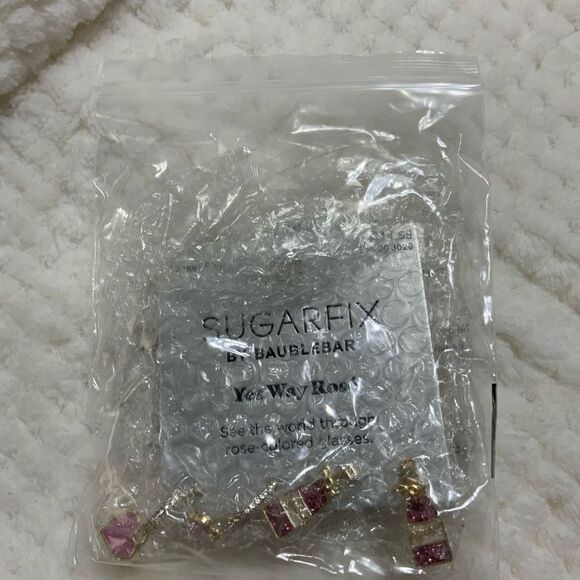 SUGARFIX
BY BAUBLEBAR
Yes Way Rosé
See the world through
rose-colored glasses.